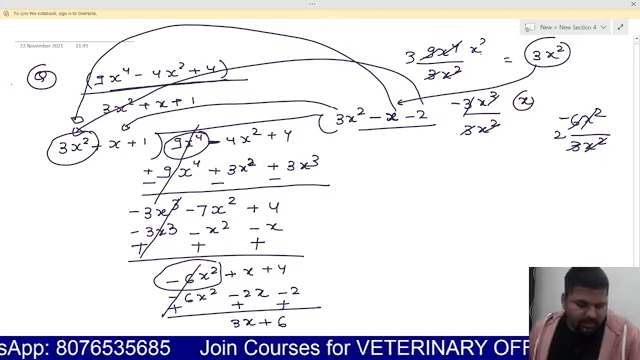 To sync this notebook, sign in to OneNote.
New Section 4
22 November 2021 11:41
Q (9x⁴ - 4x² + 4)
3x² + x + 1
3 9x⁴ x² / 3x² = 3x²
-3x³ / 3x² (x)
2 -6x² / 3x²
3x² - x + 1 ) 9x⁴ - 4x² + 4 ( 3x² - x - 2
+ 9x⁴ + 3x² + 3x³
- - -
- 3x³ - 7x² + 4
- 3x³ - x² - x
+ + +
- 6x² + x + 4
- 6x² - 2x - 2
+ + +
3x + 6
sApp: 8076535685 Join Courses for VETERINARY OFF